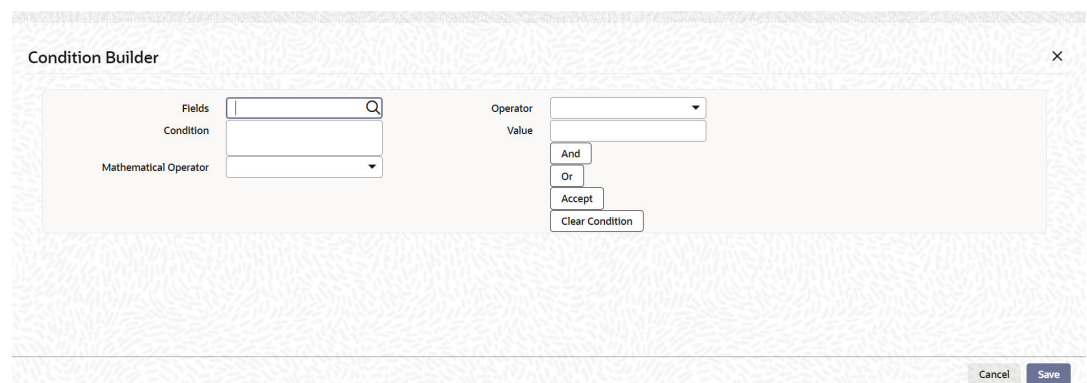 Condition Builder
Fields
Condition
Mathematical Operator
Operator
Value
And
Or
Accept
Clear Condition
Cancel
Save